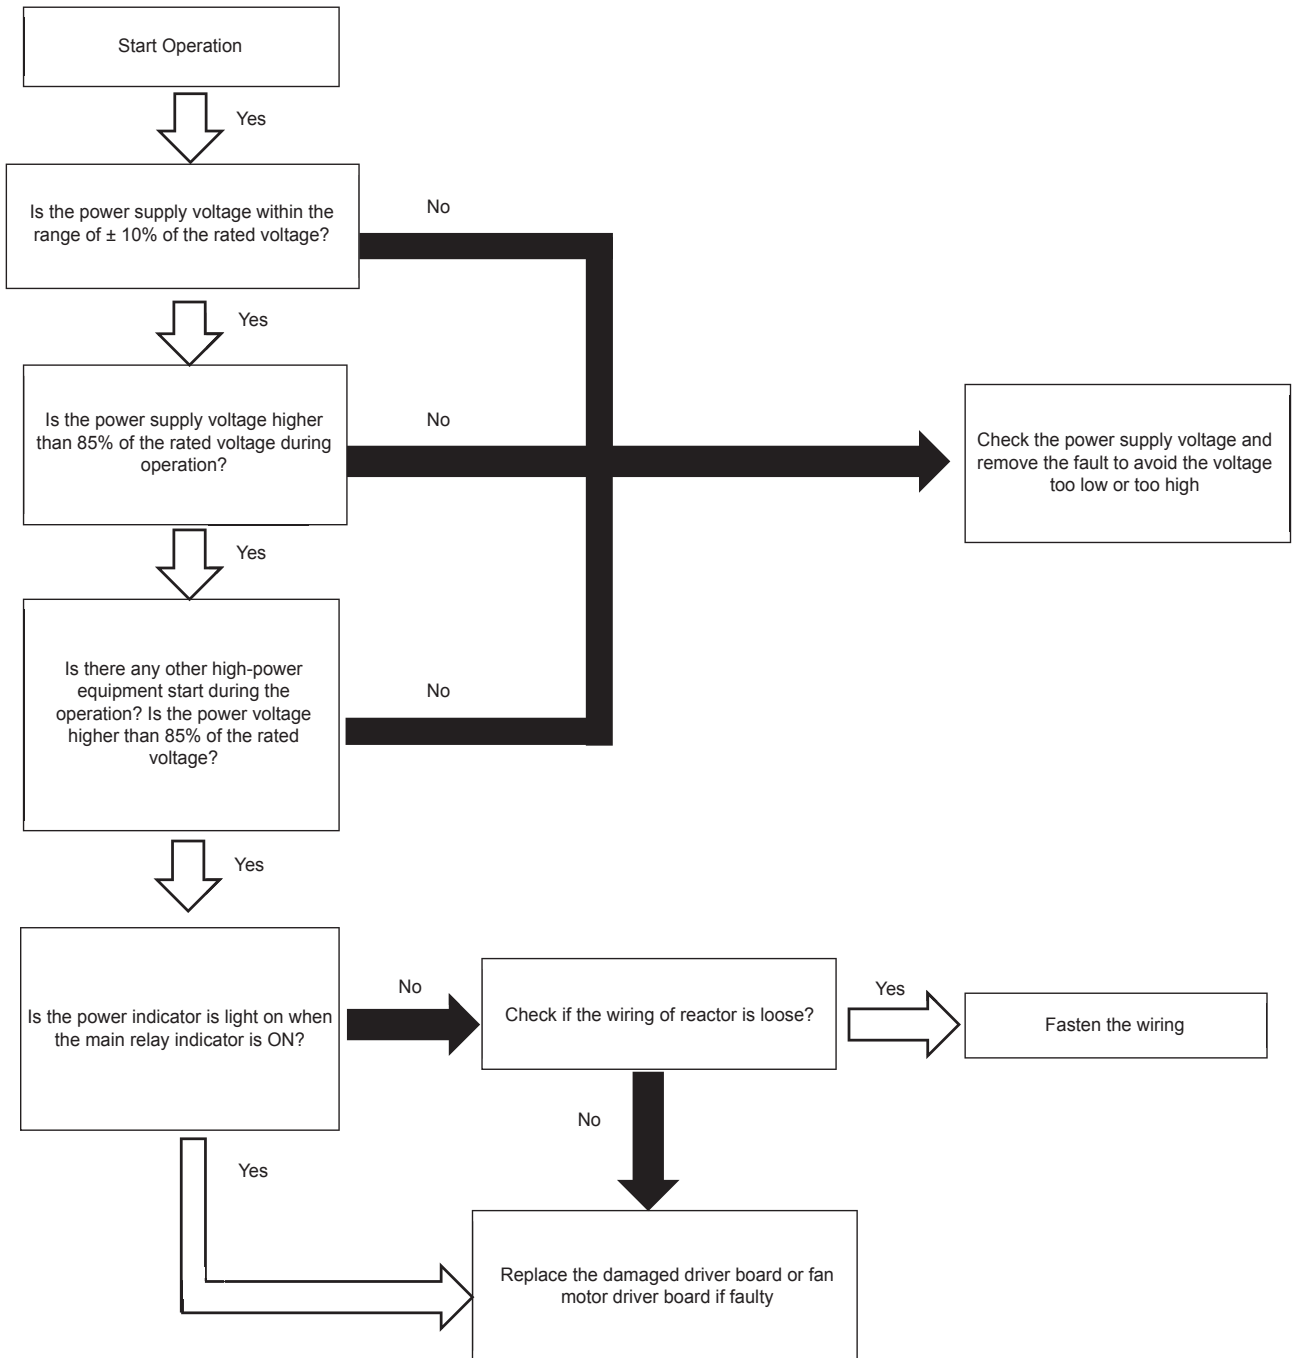 Start Operation
Yes
Is the power supply voltage within the
range of ± 10% of the rated voltage?
No
Yes
Is the power supply voltage higher
than 85% of the rated voltage during
operation?
No
Check the power supply voltage and
remove the fault to avoid the voltage
too low or too high
Yes
Is there any other high-power
equipment start during the
operation? Is the power voltage
higher than 85% of the rated
voltage?
No
Yes
Is the power indicator is light on when
the main relay indicator is ON?
No
Check if the wiring of reactor is loose?
Yes
Fasten the wiring
No
Yes
Replace the damaged driver board or fan
motor driver board if faulty